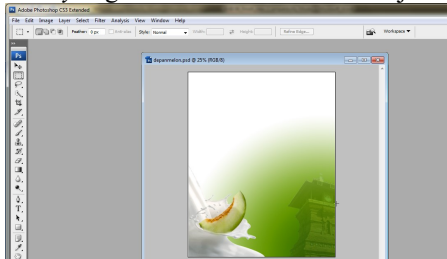 Adobe Photoshop CS3 Extended
File Edit Image Layer Select Filter Analysis View Window Help
Feather: 0 px Anti-alias Style: Normal Width: Height: Refine Edge... Workspace
Ps
depanmelon.psd @ 25% (RGB/8)